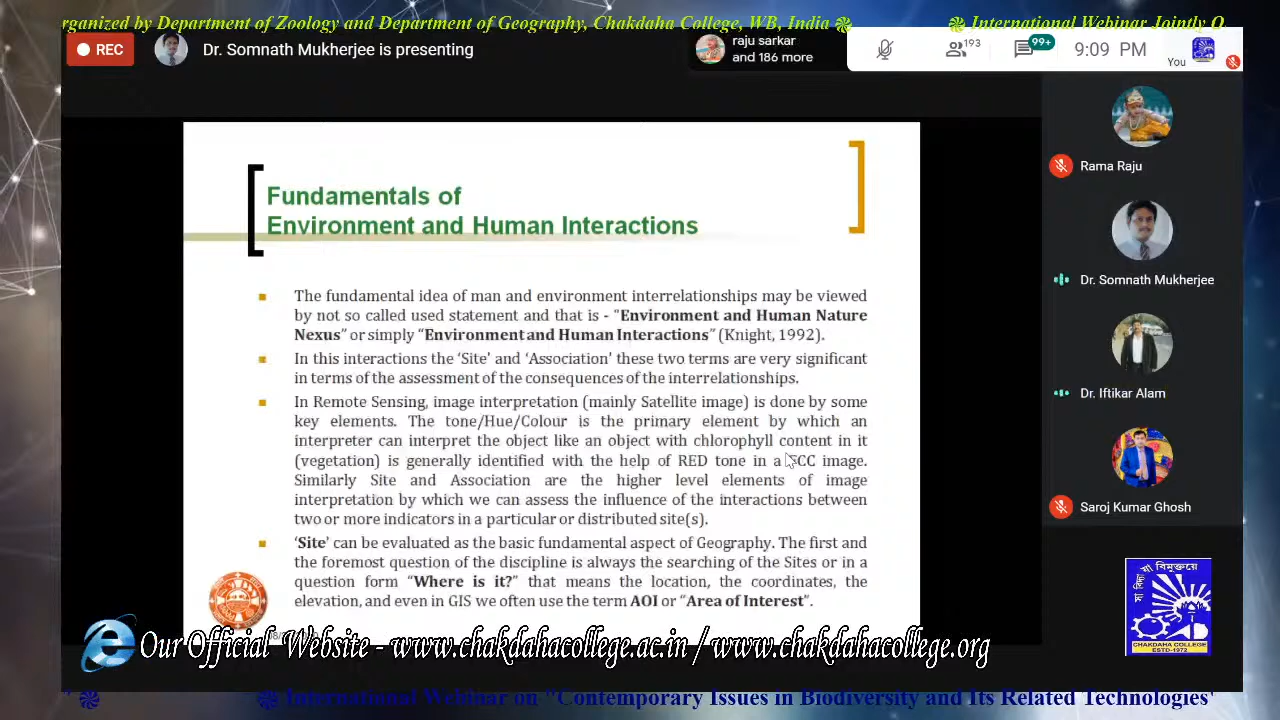 rganized by Department of Zoology and Department of Geography, Chakdaha College, WB, India ֍ ֍ International Webinar Jointly O
REC
Dr. Somnath Mukherjee is presenting
raju sarkar
and 186 more
193
99+
9:09 PM
You
Rama Raju
Dr. Somnath Mukherjee
Dr. Iftikar Alam
Saroj Kumar Ghosh
Fundamentals of
Environment and Human Interactions
The fundamental idea of man and environment interrelationships may be viewed
by not so called used statement and that is - "Environment and Human Nature
Nexus" or simply "Environment and Human Interactions" (Knight, 1992).
In this interactions the 'Site' and 'Association' these two terms are very significant
in terms of the assessment of the consequences of the interrelationships.
In Remote Sensing, image interpretation (mainly Satellite image) is done by some
key elements. The tone/Hue/Colour is the primary element by which an
interpreter can interpret the object like an object with chlorophyll content in it
(vegetation) is generally identified with the help of RED tone in a FCC image.
Similarly Site and Association are the higher level elements of image
interpretation by which we can assess the influence of the interactions between
two or more indicators in a particular or distributed site(s).
'Site' can be evaluated as the basic fundamental aspect of Geography. The first and
the foremost question of the discipline is always the searching of the Sites or in a
question form "Where is it?" that means the location, the coordinates, the
elevation, and even in GIS we often use the term AOI or "Area of Interest".
সা বিদ্যা যা বিমুক্তয়ে
CHAKDAHA COLLEGE
ESTD-1972
Our Official Website - www.chakdahacolllege.ac.in / www.chakdahacolllege.org
International Webinar on "Contemporary Issues in Biodiversity and Its Related Technologies"